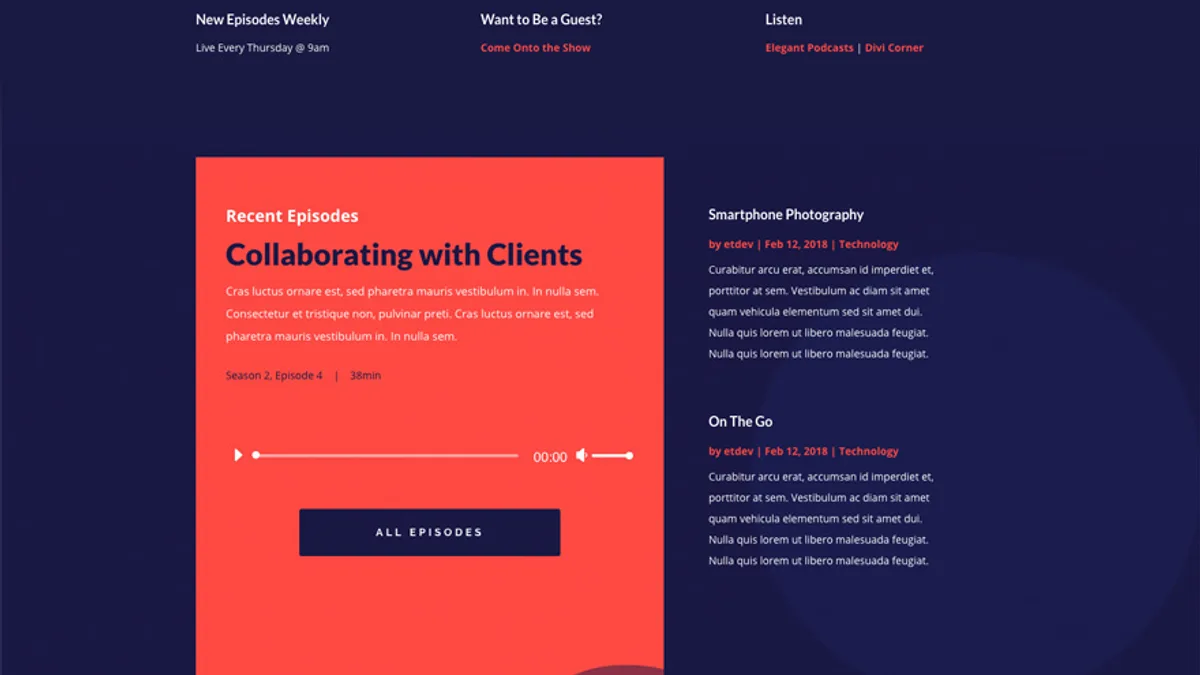 New Episodes Weekly
Live Every Thursday @ 9am
Want to Be a Guest?
Come Onto the Show
Listen
Elegant Podcasts | Divi Corner
Recent Episodes
Collaborating with Clients
Cras luctus ornare est, sed pharetra mauris vestibulum in. In nulla sem.
Consectetur et tristique non, pulvinar preti. Cras luctus ornare est, sed
pharetra mauris vestibulum in. In nulla sem.
Season 2, Episode 4 | 38min
00:00
ALL EPISODES
Smartphone Photography
by etdev | Feb 12, 2018 | Technology
Curabitur arcu erat, accumsan id imperdiet et,
porttitor at sem. Vestibulum ac diam sit amet
quam vehicula elementum sed sit amet dui.
Nulla quis lorem ut libero malesuada feugiat.
Nulla quis lorem ut libero malesuada feugiat.
On The Go
by etdev | Feb 12, 2018 | Technology
Curabitur arcu erat, accumsan id imperdiet et,
porttitor at sem. Vestibulum ac diam sit amet
quam vehicula elementum sed sit amet dui.
Nulla quis lorem ut libero malesuada feugiat.
Nulla quis lorem ut libero malesuada feugiat.